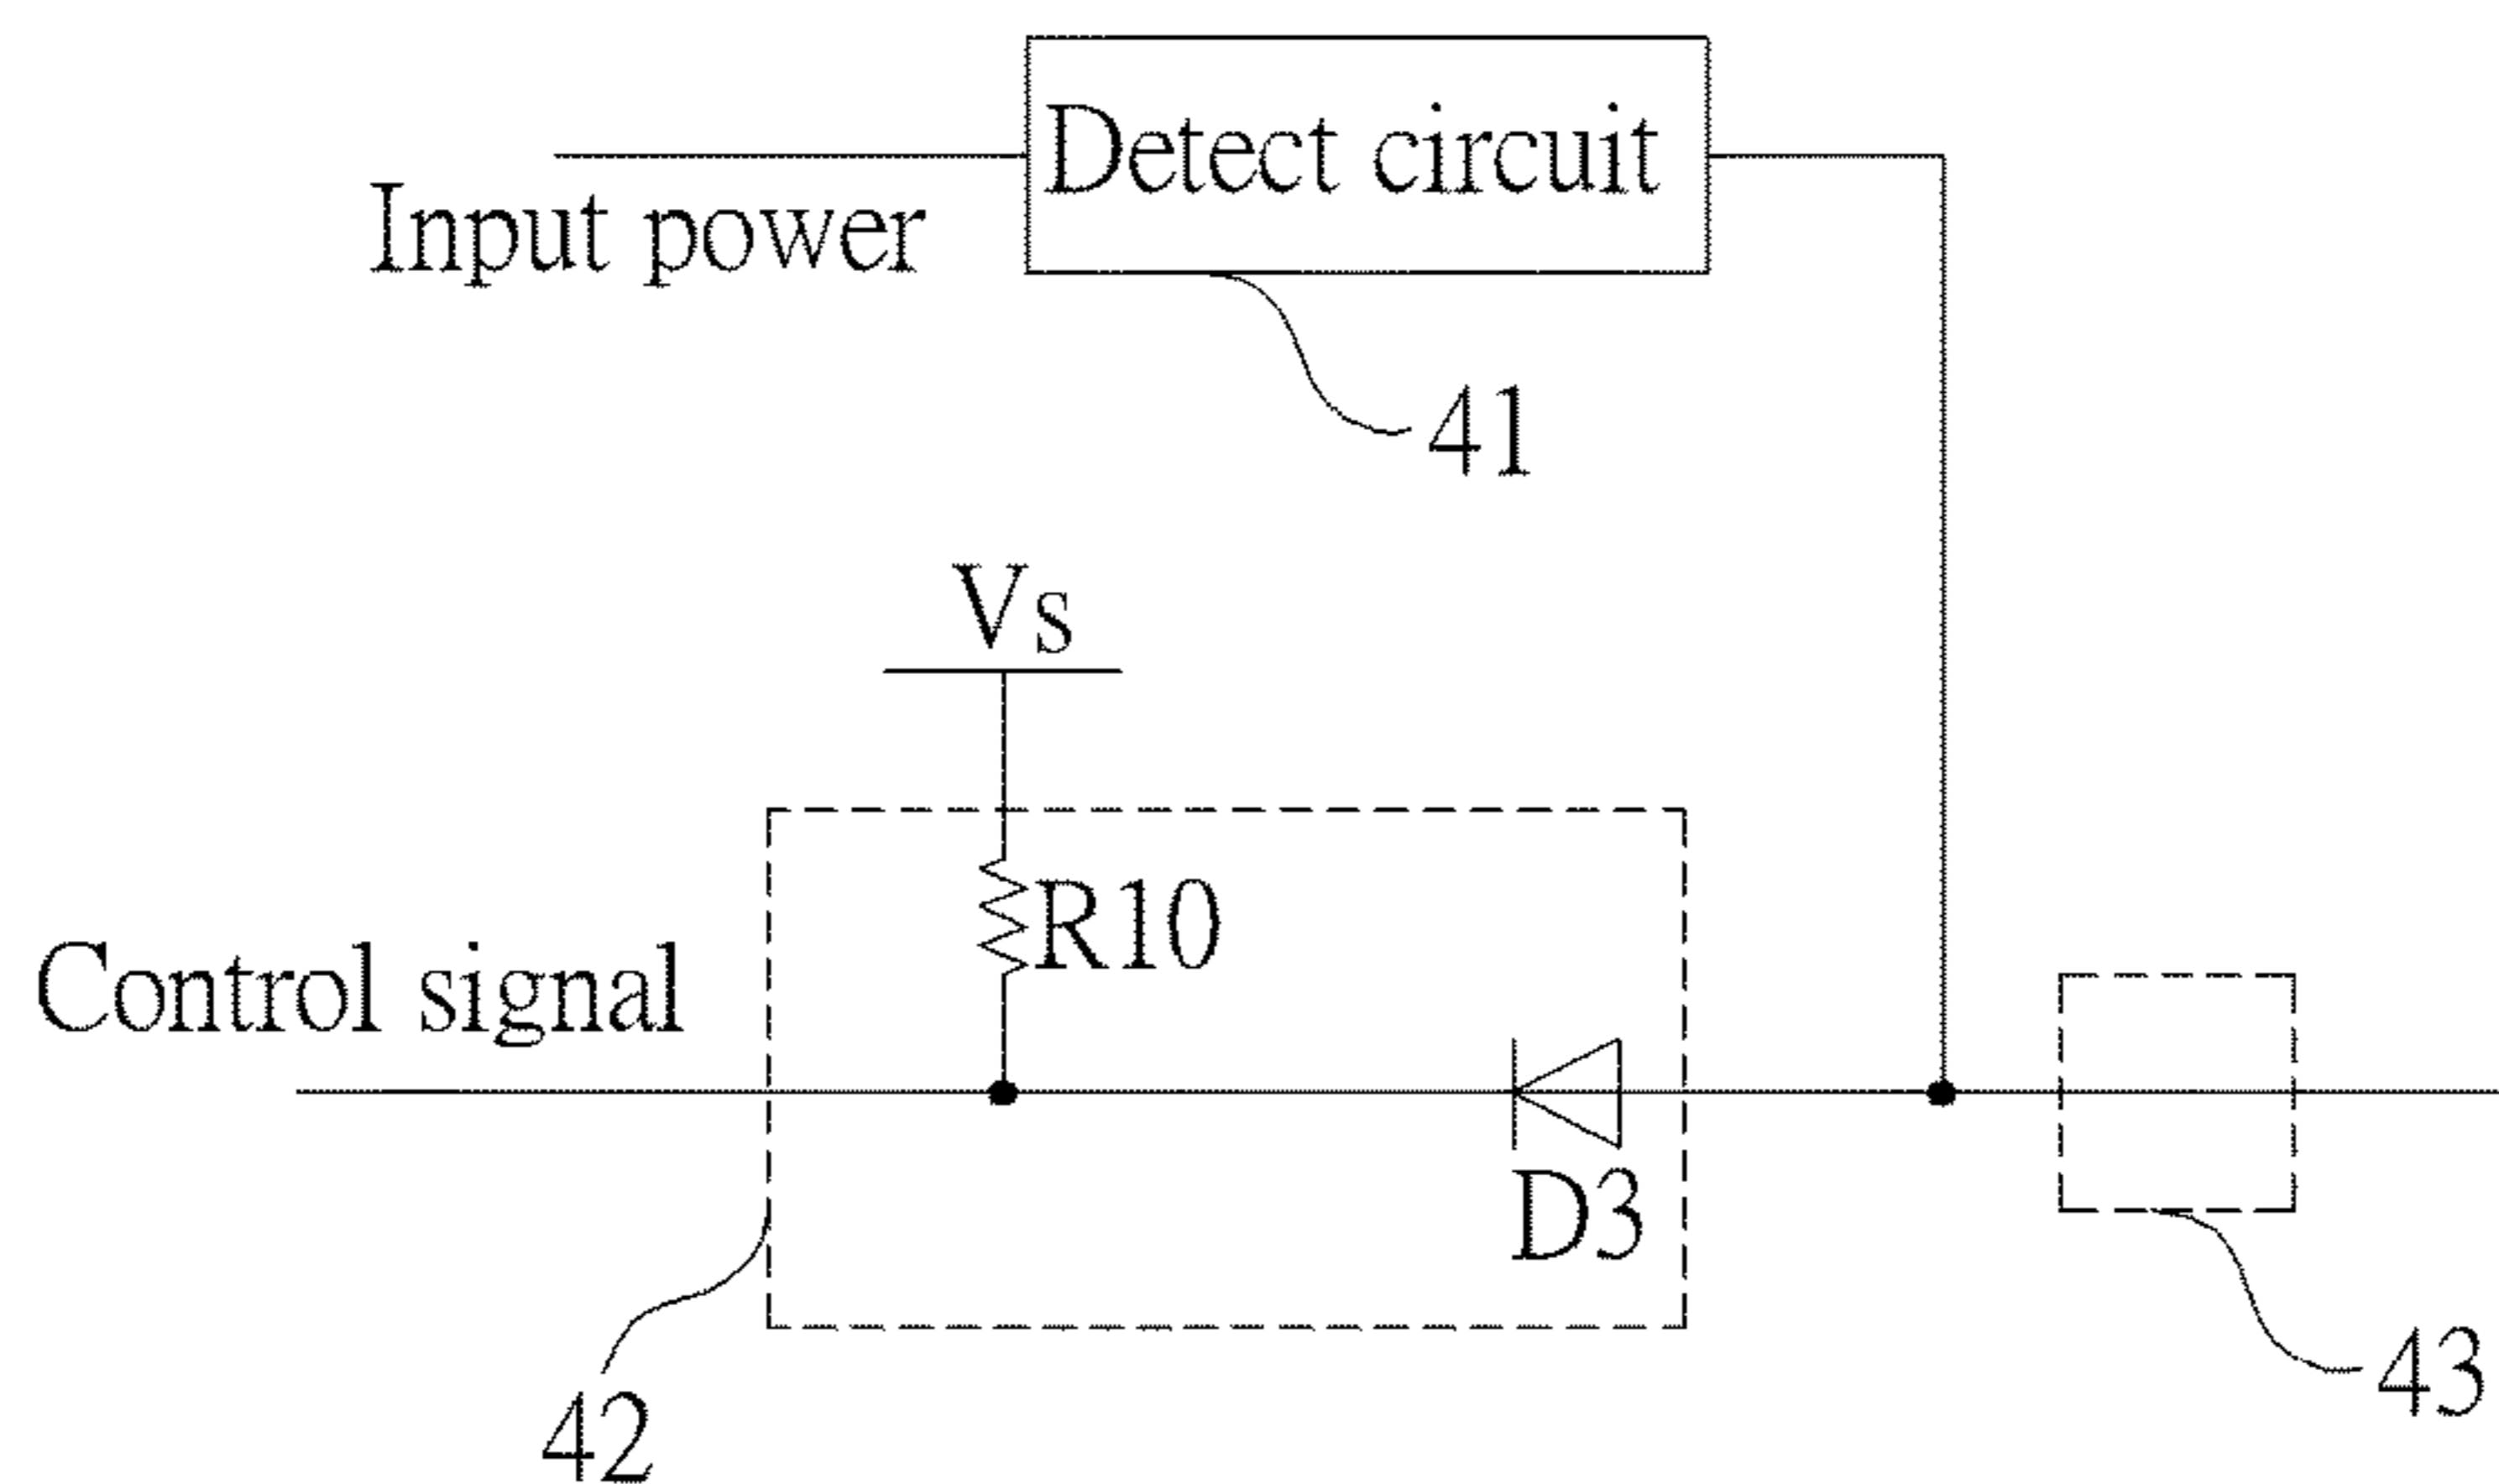 Detect circuit
Input power
41
Vs
R10
Control signal
D3
42
43